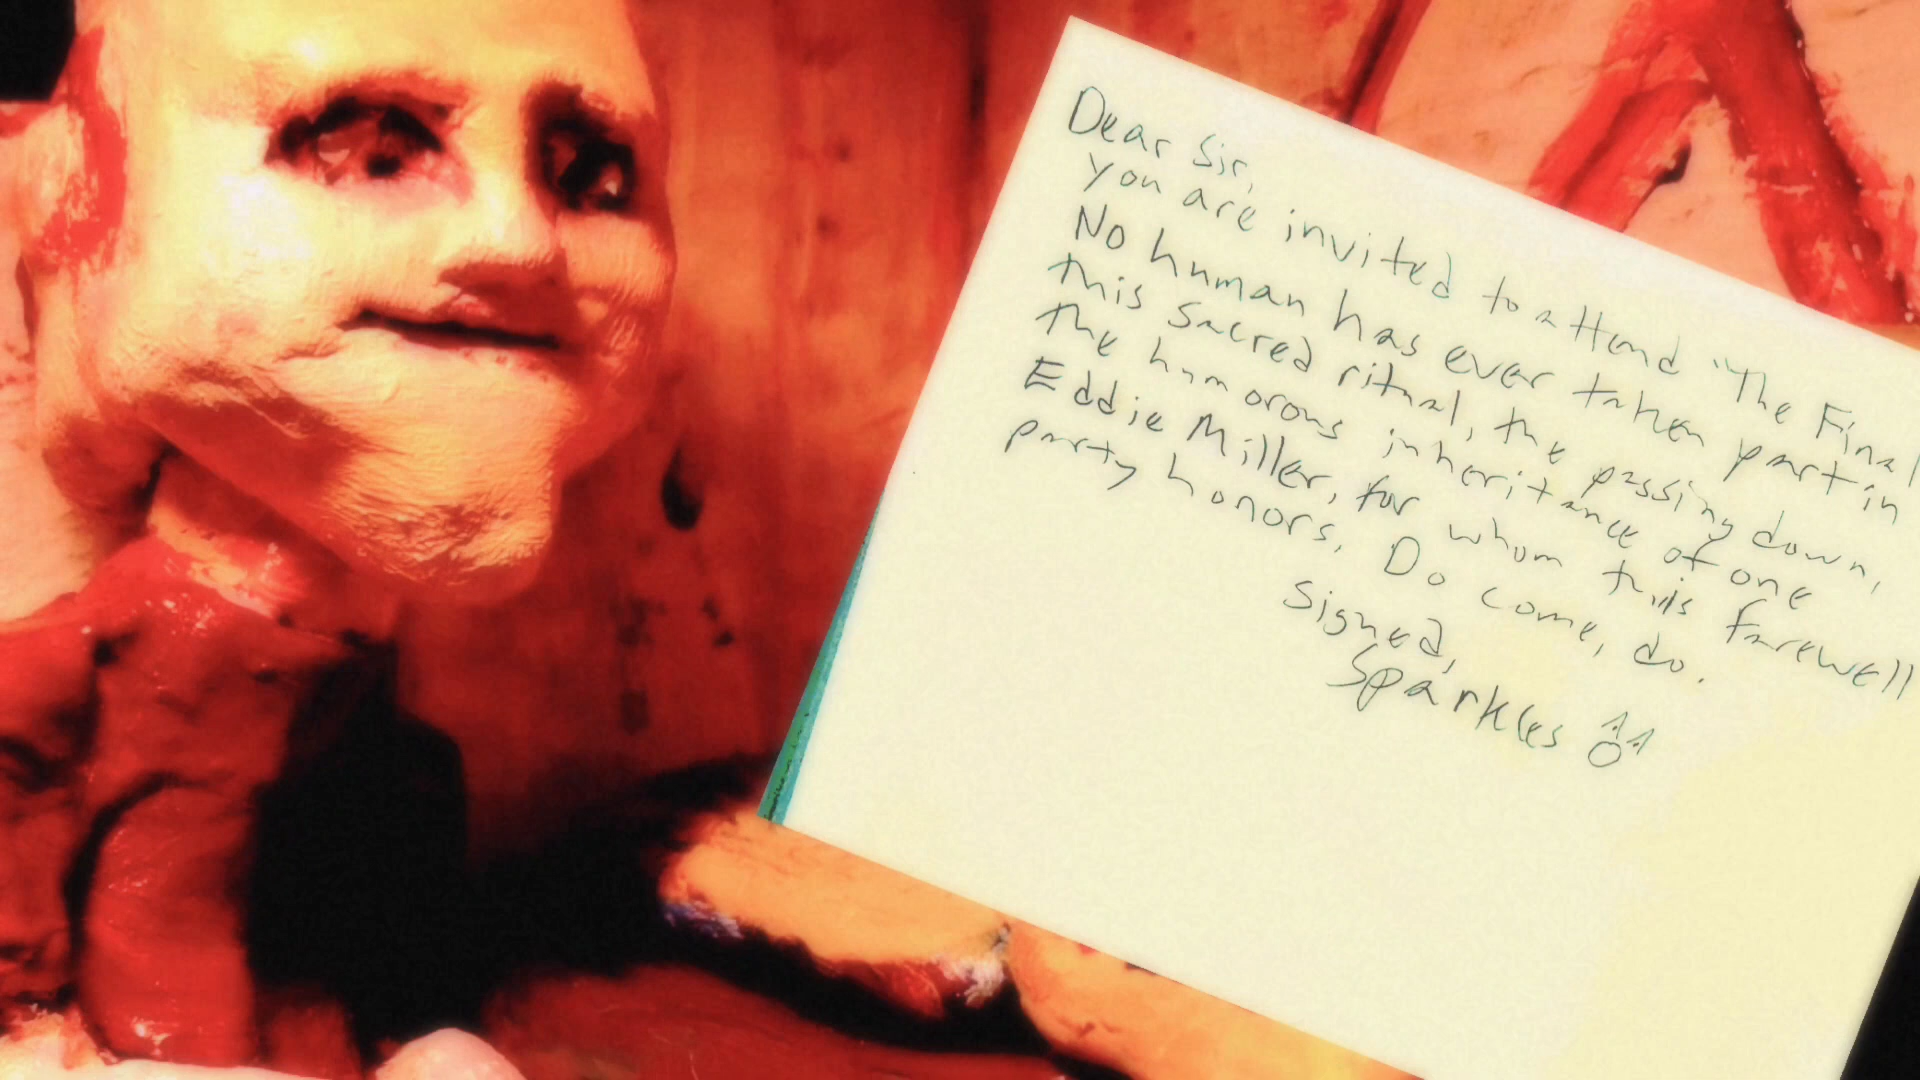 Dear Sir,
You are invited to attend "The Final
No human has ever taken part in
this sacred ritual, the passing down,
the humorous inheritance of one
Eddie Miller, for whom this farewell
party honors. Do come, do.
Signed,
Sparkles